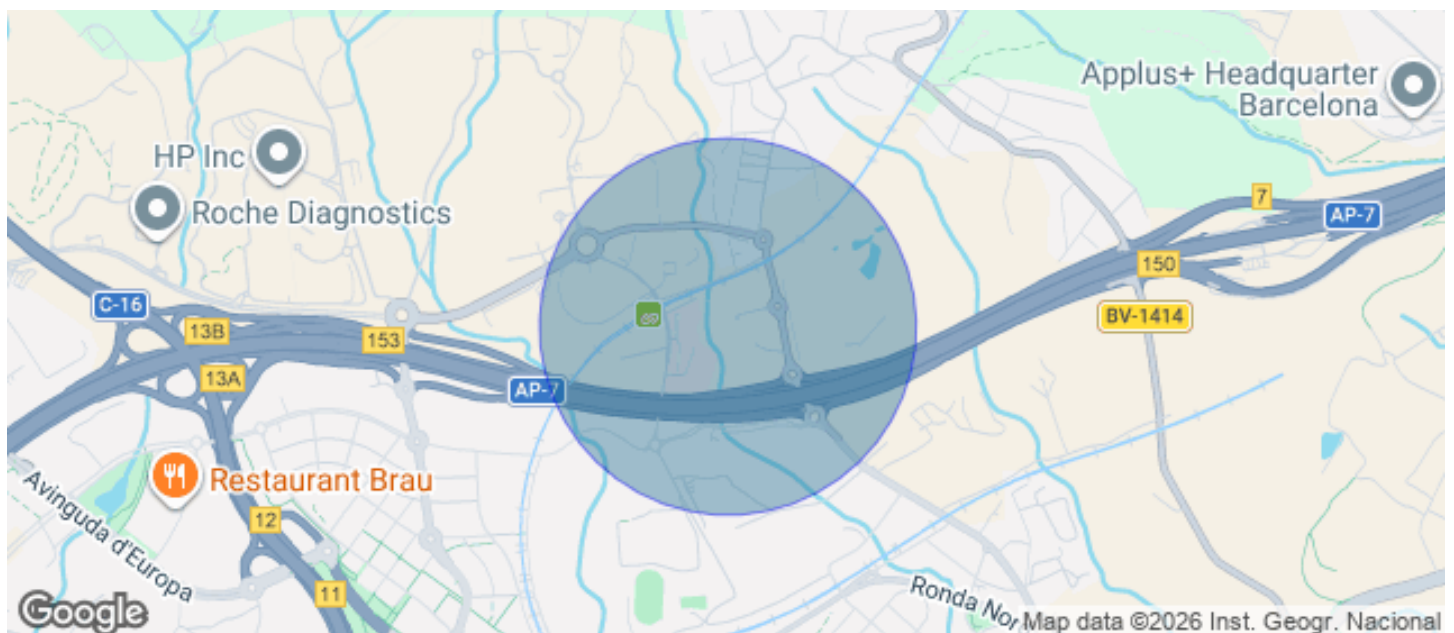 Applus+ Headquarter
Barcelona
HP Inc
Roche Diagnostics
7
AP-7
150
C-16
13B
153
BV-1414
13A
AP-7
Restaurant Brau
12
Avinguda d'Europa
11
Ronda Nor
Google
Map data ©2026 Inst. Geogr. Nacional